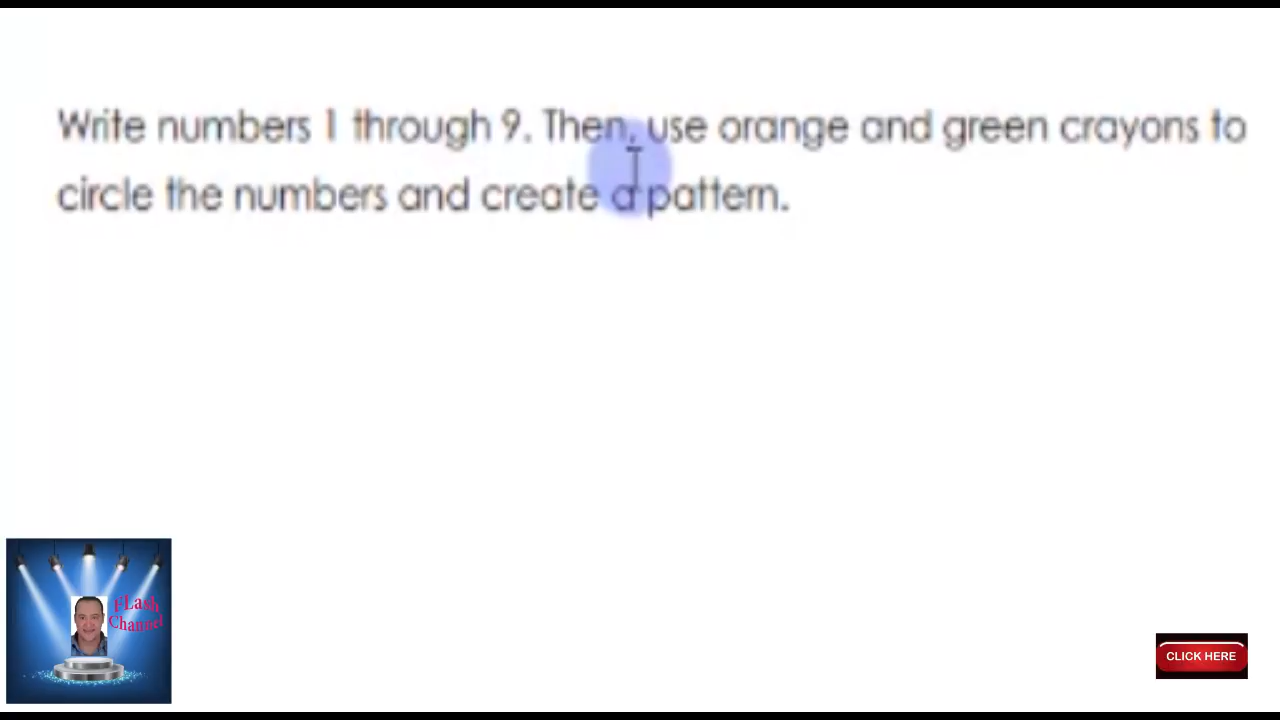 Write numbers 1 through 9. Then, use orange and green crayons to
circle the numbers and create a pattern.
FLash
Channel
CLICK HERE